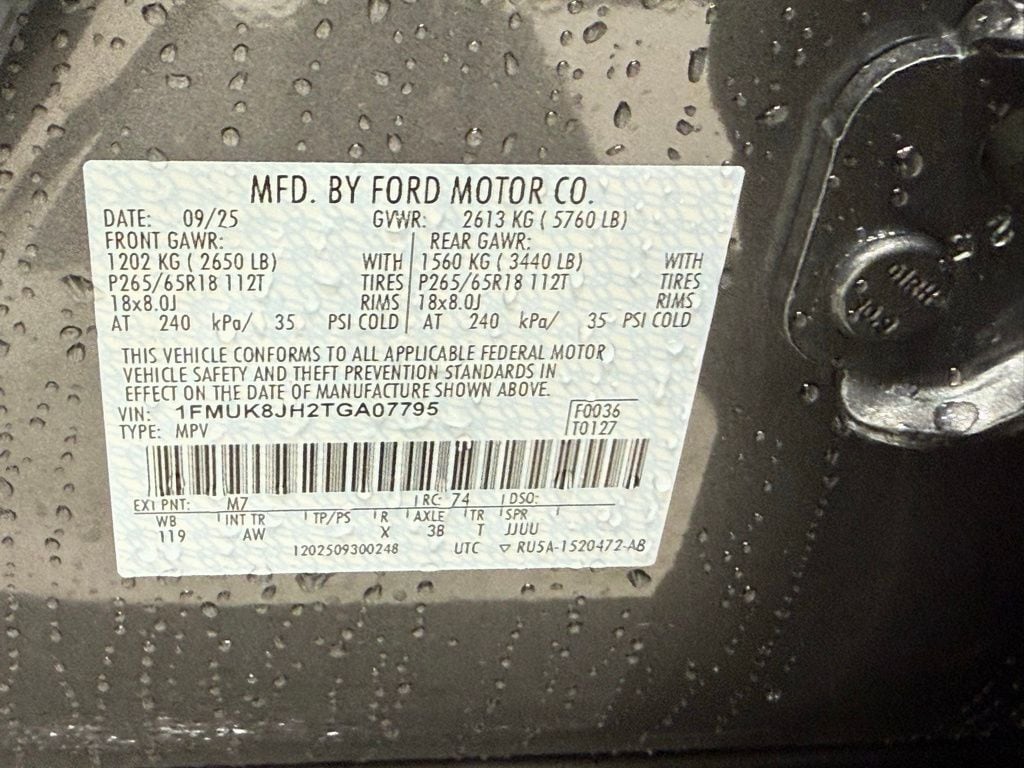 MFD. BY FORD MOTOR CO.
DATE: 09/25 GVWR: 2613 KG ( 5760 LB)
FRONT GAWR: REAR GAWR:
1202 KG ( 2650 LB) WITH 1560 KG ( 3440 LB) WITH
P265/65R18 112T TIRES P265/65R18 112T TIRES
18x8.0J RIMS 18x8.0J RIMS
AT 240 kPa/ 35 PSI COLD AT 240 kPa/ 35 PSI COLD
THIS VEHICLE CONFORMS TO ALL APPLICABLE FEDERAL MOTOR
VEHICLE SAFETY AND THEFT PREVENTION STANDARDS IN
EFFECT ON THE DATE OF MANUFACTURE SHOWN ABOVE.
VIN: 1FMUK8JH2TGA07795 F0036
TYPE: MPV T0127
EXT PNT: M7 RC: 74 DSO:
WB INT TR TP/PS R AXLE TR SPR
119 AW X 3B T JJUU
1202509300248 UTC ▽ RU5A-1520472-AB